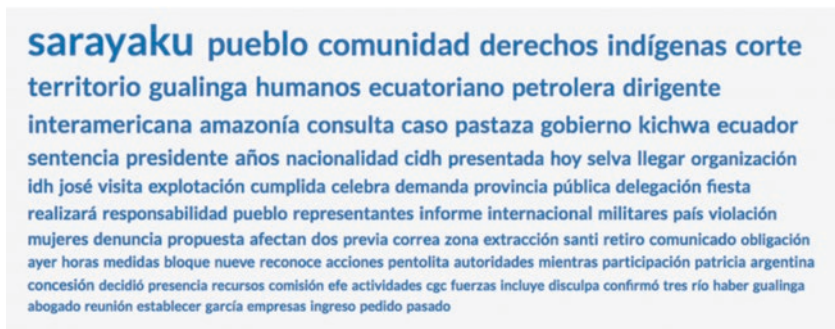 sarayaku pueblo comunidad derechos indígenas corte
territorio gualinga humanos ecuatoriano petrolera dirigente
interamericana amazonía consulta caso pastaza gobierno kichwa ecuador
sentencia presidente años nacionalidad cidh presentada hoy selva llegar organización
idh josé visita explotación cumplida celebra demanda provincia pública delegación fiesta
realizará responsabilidad pueblo representantes informe internacional militares país violación
mujeres denuncia propuesta afectan dos previa correa zona extracción santi retiro comunicado obligación
ayer horas medidas bloque nueve reconoce acciones pentolita autoridades mientras participación patricia argentina
concesión decidió presencia recursos comisión efe actividades cgc fuerzas incluye disculpa confirmó tres río haber gualinga
abogado reunión establecer garcía empresas ingreso pedido pasado